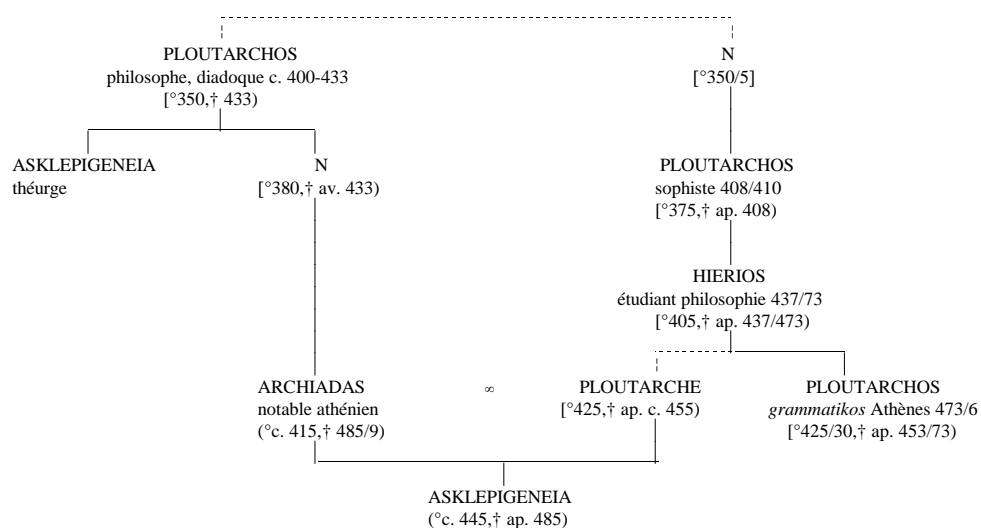 PLOUTARCHOS
philosophe, diadoque c. 400-433
[°350,† 433)
N
[°350/5]
ASKLEPIGENEIA
théurge
N
[°380,† av. 433)
PLOUTARCHOS
sophiste 408/410
[°375,† ap. 408)
HIERIOS
étudiant philosophie 437/73
[°405,† ap. 437/473)
ARCHIADAS
notable athénien
(°c. 415,† 485/9)
∞
PLOUTARCHE
[°425,† ap. c. 455)
PLOUTARCHOS
grammatikos Athènes 473/6
[°425/30,† ap. 453/73)
ASKLEPIGENEIA
(°c. 445,† ap. 485)